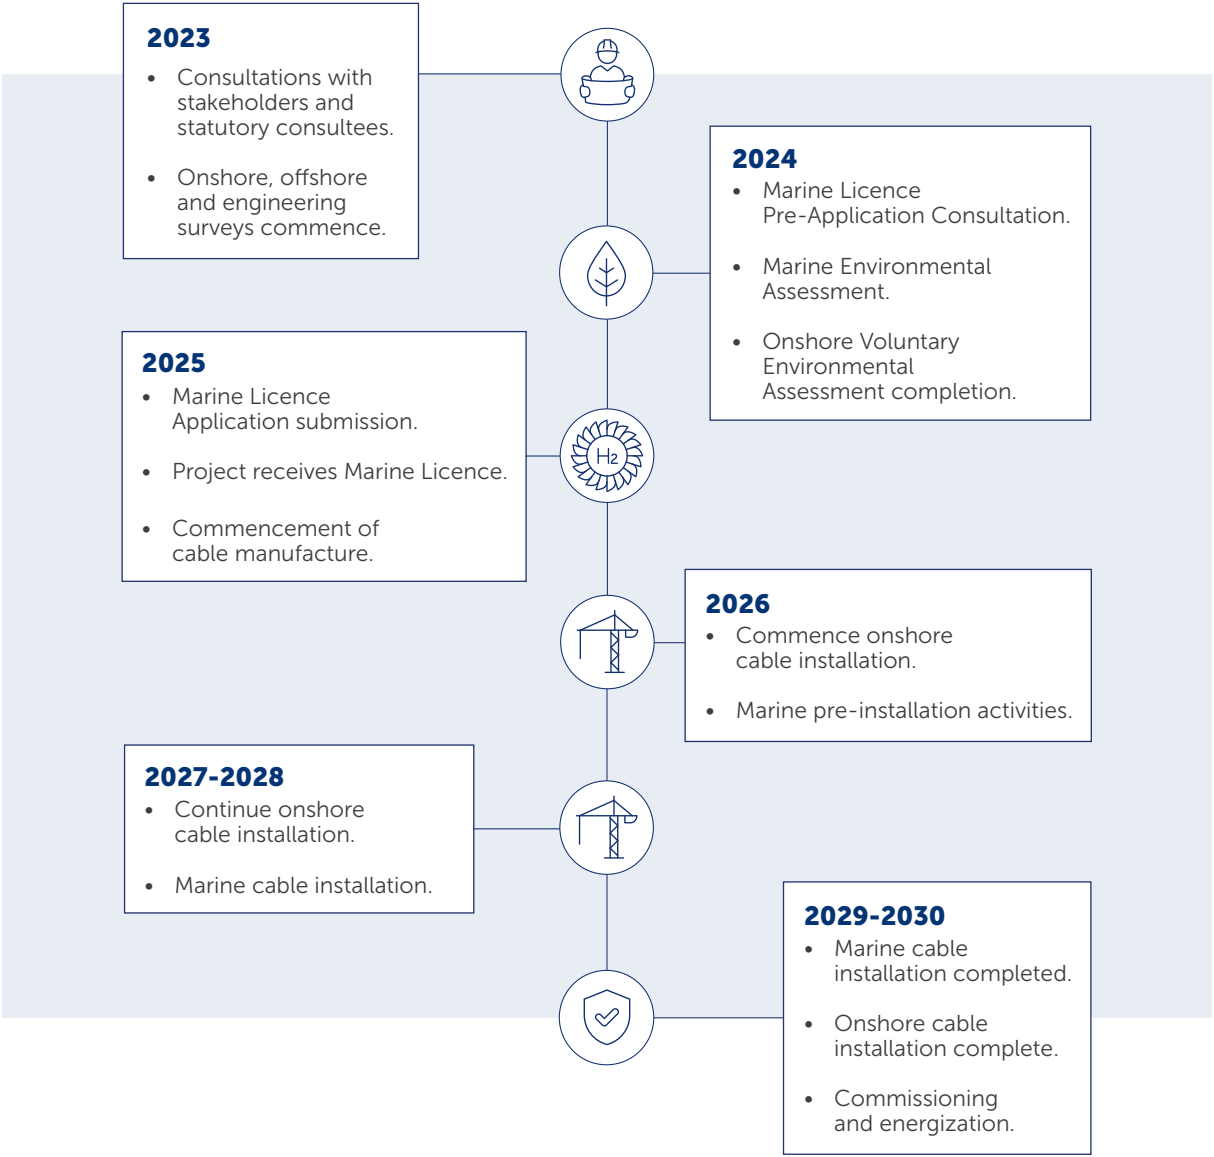 2023
• Consultations with
stakeholders and
statutory consultees.
• Onshore, offshore
and engineering
surveys commence.
2024
• Marine Licence
Pre-Application Consultation.
• Marine Environmental
Assessment.
• Onshore Voluntary
Environmental
Assessment completion.
2025
• Marine Licence
Application submission.
• Project receives Marine Licence.
• Commencement of
cable manufacture.
H2
2026
• Commence onshore
cable installation.
• Marine pre-installation activities.
2027-2028
• Continue onshore
cable installation.
• Marine cable installation.
2029-2030
• Marine cable
installation completed.
• Onshore cable
installation complete.
• Commissioning
and energization.